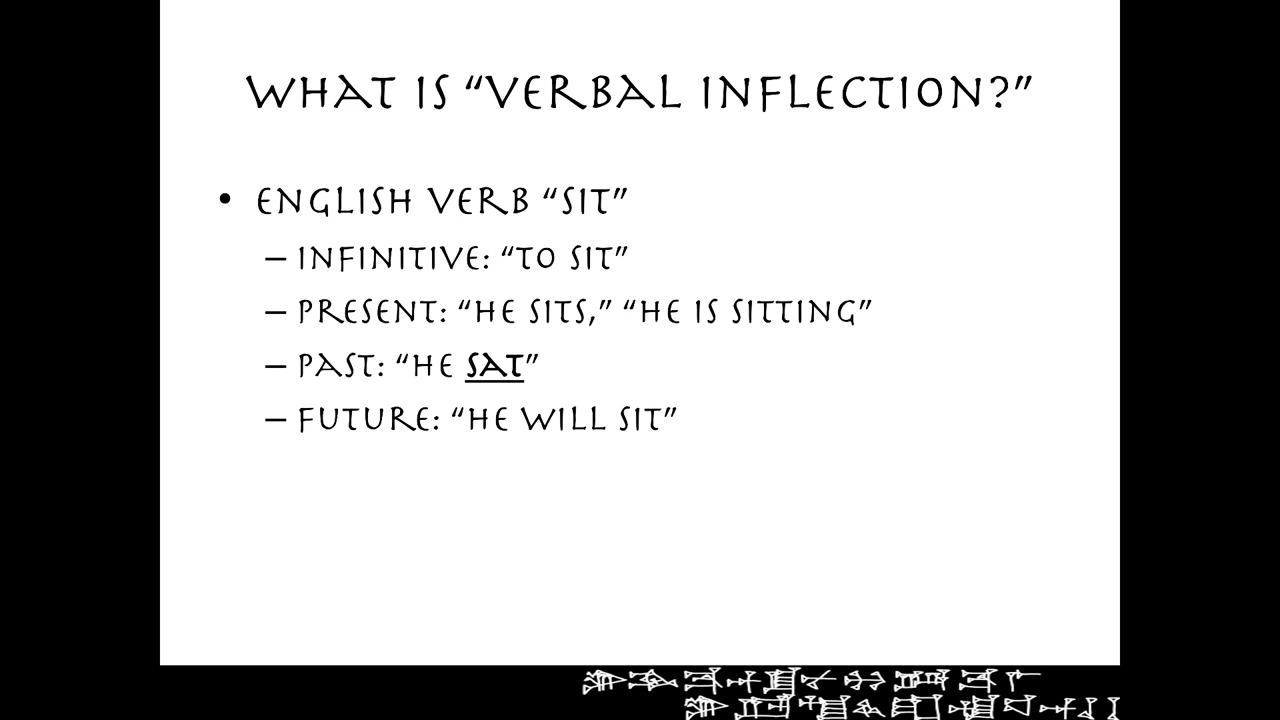 WHAT IS “VERBAL INFLECTION?”
• ENGLISH VERB “SIT”
– INFINITIVE: “TO SIT”
– PRESENT: “HE SITS,” “HE IS SITTING”
– PAST: “HE SAT”
– FUTURE: “HE WILL SIT”